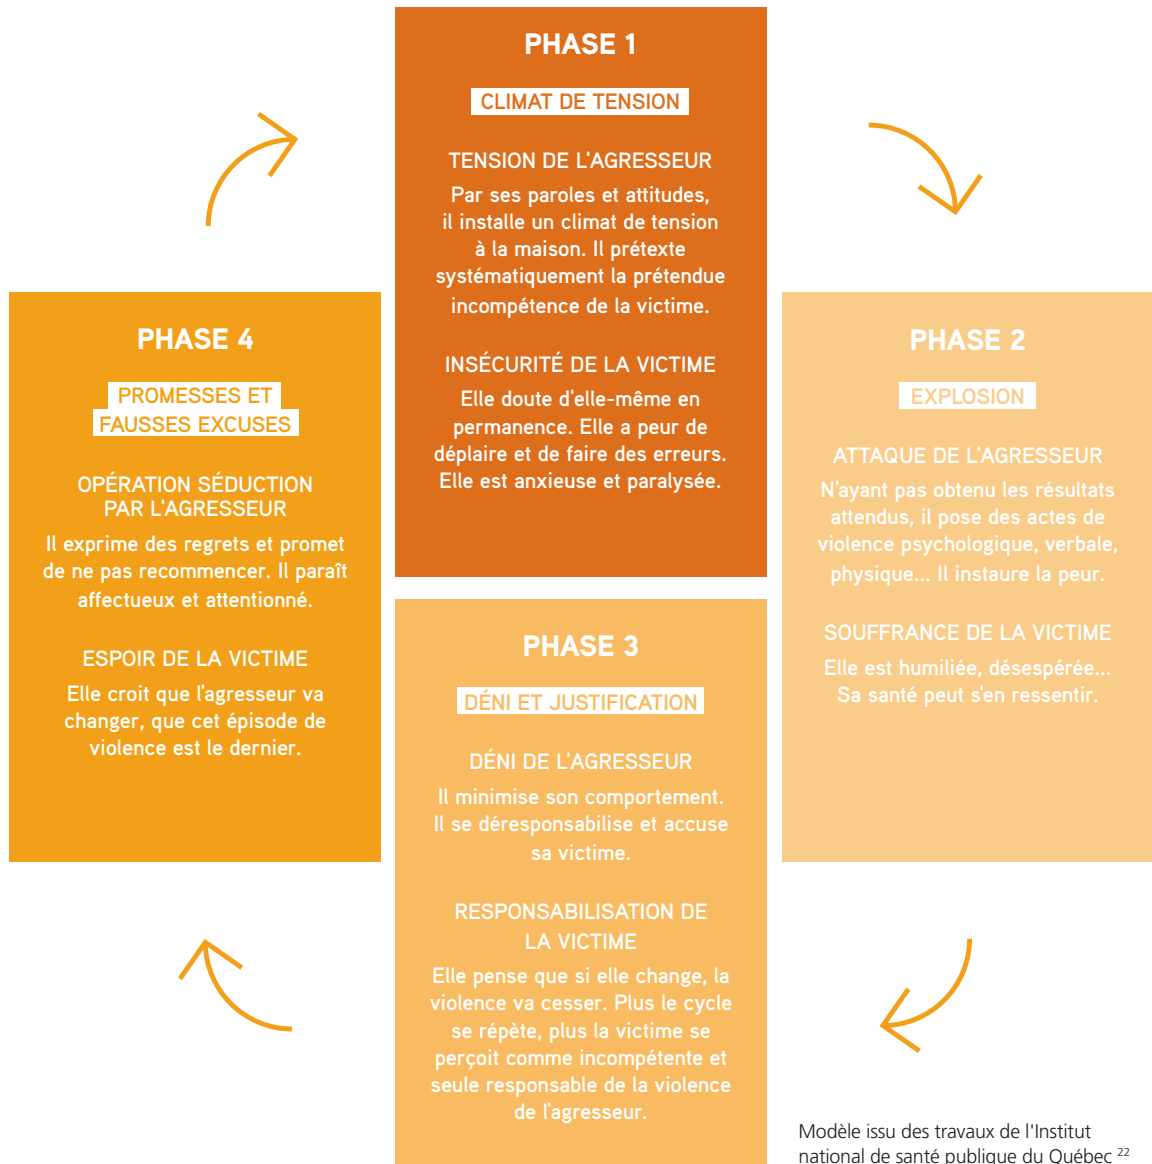 PHASE 1
CLIMAT DE TENSION
TENSION DE L'AGRESSEUR
Par ses paroles et attitudes,
il installe un climat de tension
à la maison. Il prétexte
systématiquement la prétendue
incompétence de la victime.
INSÉCURITÉ DE LA VICTIME
Elle doute d'elle-même en
permanence. Elle a peur de
déplaire et de faire des erreurs.
Elle est anxieuse et paralysée.
PHASE 2
EXPLOSION
ATTAQUE DE L'AGRESSEUR
N'ayant pas obtenu les résultats
attendus, il pose des actes de
violence psychologique, verbale,
physique... Il instaure la peur.
SOUFFRANCE DE LA VICTIME
Elle est humiliée, désespérée...
Sa santé peut s'en ressentir.
PHASE 3
DÉNI ET JUSTIFICATION
DÉNI DE L'AGRESSEUR
Il minimise son comportement.
Il se déresponsabilise et accuse
sa victime.
RESPONSABILISATION DE
LA VICTIME
Elle pense que si elle change, la
violence va cesser. Plus le cycle
se répète, plus la victime se
perçoit comme incompétente et
seule responsable de la violence
de l'agresseur.
PHASE 4
PROMESSES ET
FAUSSES EXCUSES
OPÉRATION SÉDUCTION
PAR L'AGRESSEUR
Il exprime des regrets et promet
de ne pas recommencer. Il paraît
affectueux et attentionné.
ESPOIR DE LA VICTIME
Elle croit que l'agresseur va
changer, que cet épisode de
violence est le dernier.
Modèle issu des travaux de l'Institut
national de santé publique du Québec 22